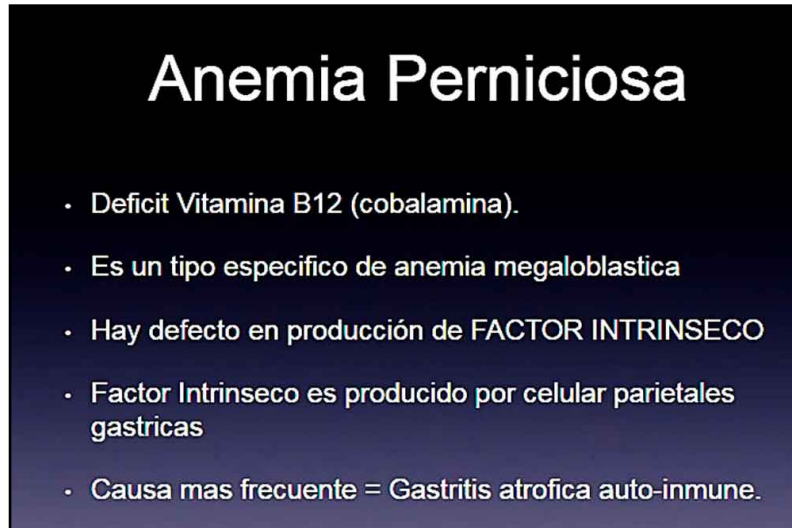 Anemia Perniciosa
• Deficit Vitamina B12 (cobalamina).
• Es un tipo especifico de anemia megaloblastica
• Hay defecto en producción de FACTOR INTRINSECO
• Factor Intrinseco es producido por celular parietales
gastricas
• Causa mas frecuente = Gastritis atrofica auto-inmune.